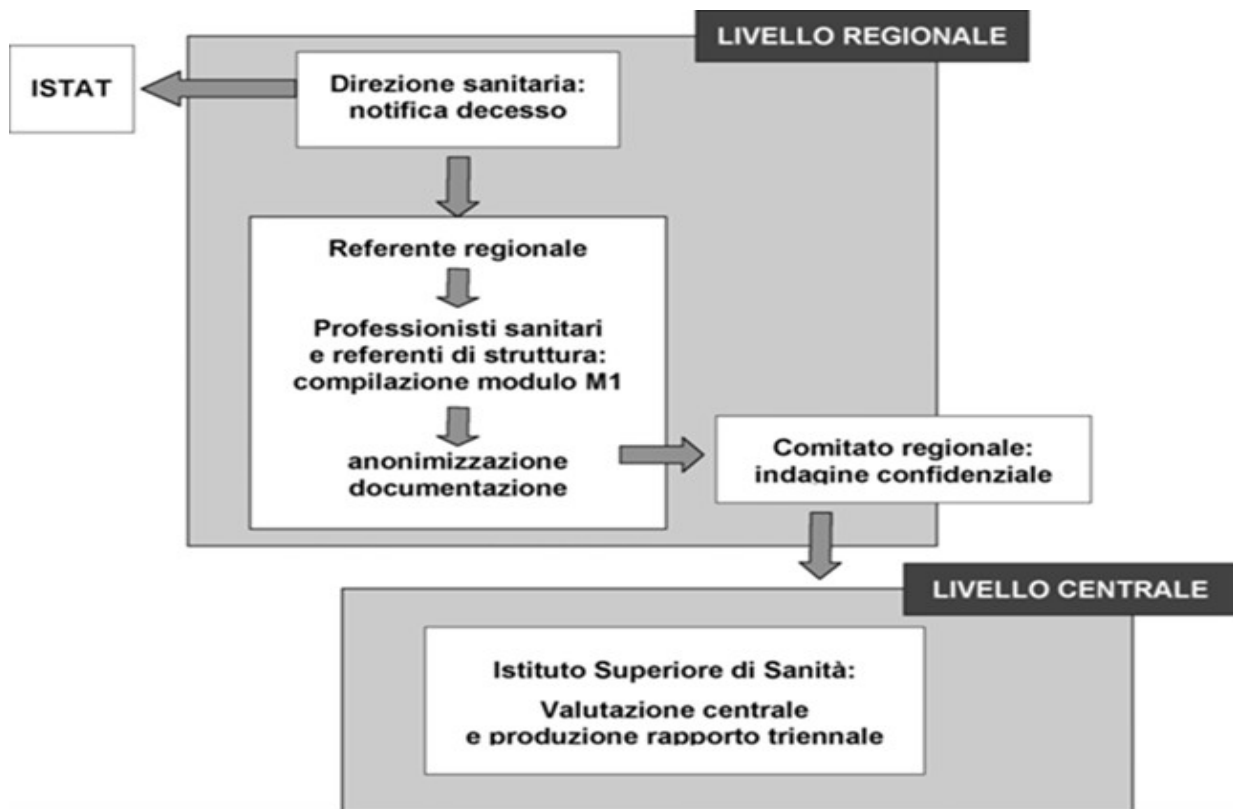 LIVELLO REGIONALE
ISTAT
Direzione sanitaria:
notifica decesso
Referente regionale
Professionisti sanitari
e referenti di struttura:
compilazione modulo M1
anonimizzazione
documentazione
Comitato regionale:
indagine confidenziale
LIVELLO CENTRALE
Istituto Superiore di Sanità:
Valutazione centrale
e produzione rapporto triennale